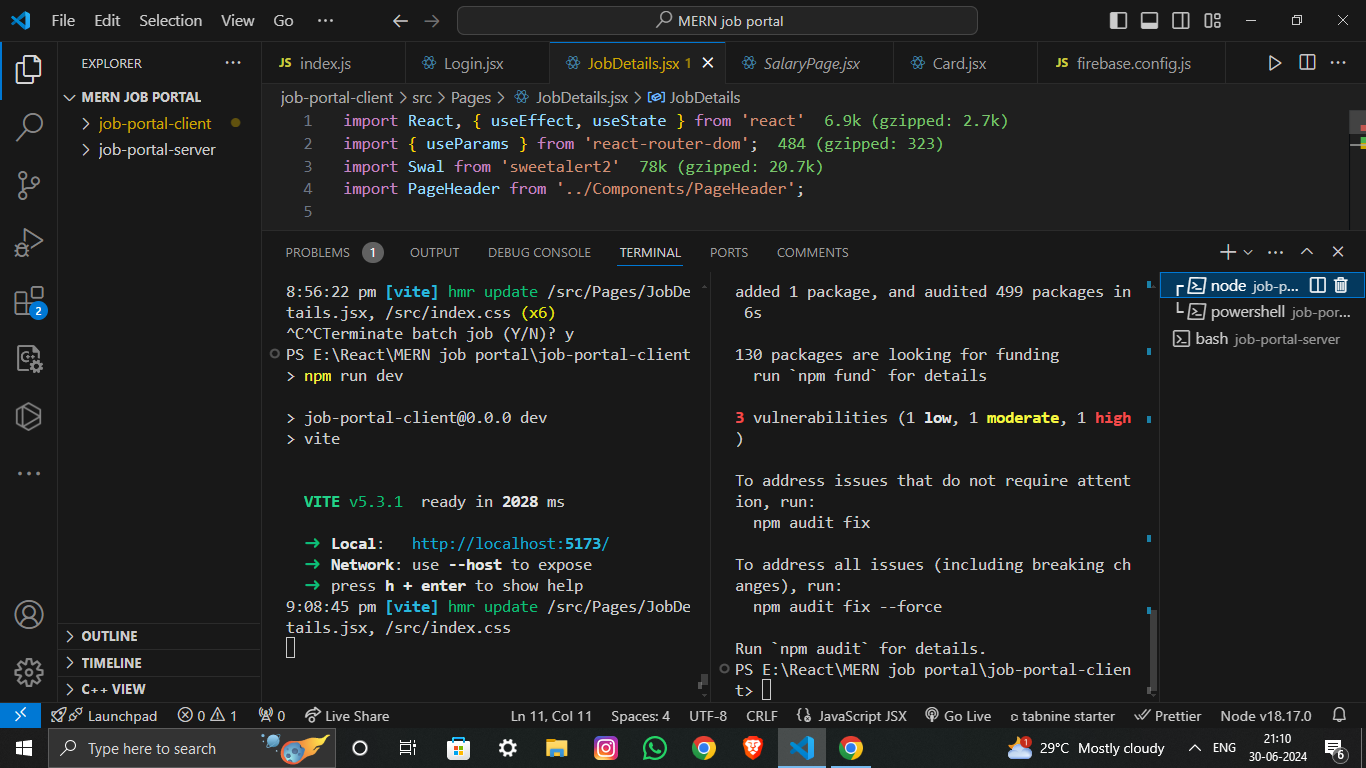 File Edit Selection View Go ··· MERN job portal
EXPLORER ···
MERN JOB PORTAL
job-portal-client
job-portal-server
OUTLINE
TIMELINE
C++ VIEW
2
JS index.js Login.jsx JobDetails.jsx 1 SalaryPage.jsx Card.jsx JS firebase.config.js
job-portal-client > src > Pages > JobDetails.jsx > JobDetails
1 import React, { useEffect, useState } from 'react' 6.9k (gzipped: 2.7k)
2 import { useParams } from 'react-router-dom'; 484 (gzipped: 323)
3 import Swal from 'sweetalert2' 78k (gzipped: 20.7k)
4 import PageHeader from '../Components/PageHeader';
5
PROBLEMS 1 OUTPUT DEBUG CONSOLE TERMINAL PORTS COMMENTS
8:56:22 pm [vite] hmr update /src/Pages/JobDe
tails.jsx, /src/index.css (x6)
^C^CTerminate batch job (Y/N)? y
PS E:\React\MERN job portal\job-portal-client
> npm run dev
> job-portal-client@0.0.0 dev
> vite
VITE v5.3.1 ready in 2028 ms
➜ Local: http://localhost:5173/
➜ Network: use --host to expose
➜ press h + enter to show help
9:08:45 pm [vite] hmr update /src/Pages/JobDe
tails.jsx, /src/index.css
added 1 package, and audited 499 packages in
6s
130 packages are looking for funding
run `npm fund` for details
3 vulnerabilities (1 low, 1 moderate, 1 high
)
To address issues that do not require attent
ion, run:
npm audit fix
To address all issues (including breaking ch
anges), run:
npm audit fix --force
Run `npm audit` for details.
PS E:\React\MERN job portal\job-portal-clien
t>
node job-p...
powershell job-por...
bash job-portal-server
Launchpad 0 1 0 Live Share Ln 11, Col 11 Spaces: 4 UTF-8 CRLF JavaScript JSX Go Live tabnine starter Prettier Node v18.17.0
Type here to search 1 29°C Mostly cloudy ENG 21:10
30-06-2024 6